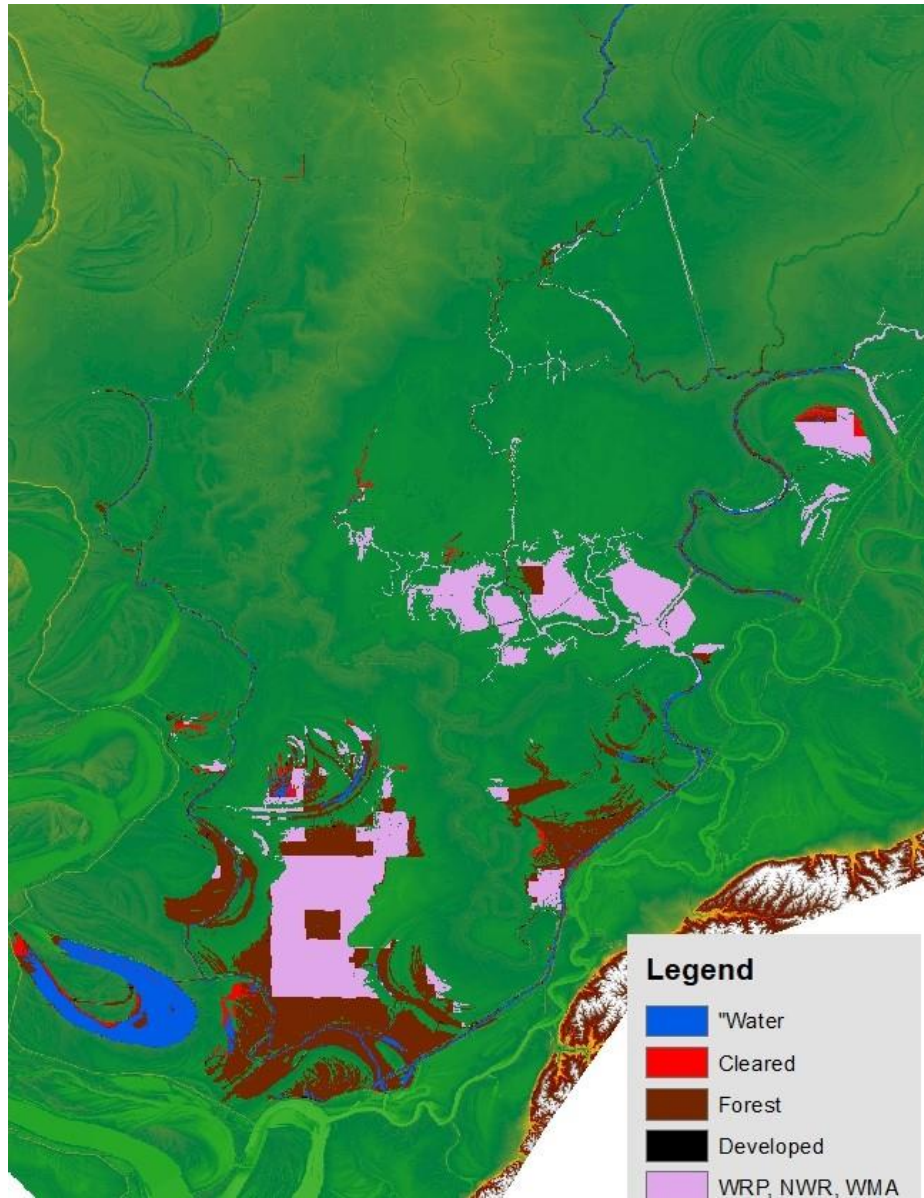 Legend
"Water
Cleared
Forest
Developed
WRP, NWR, WMA